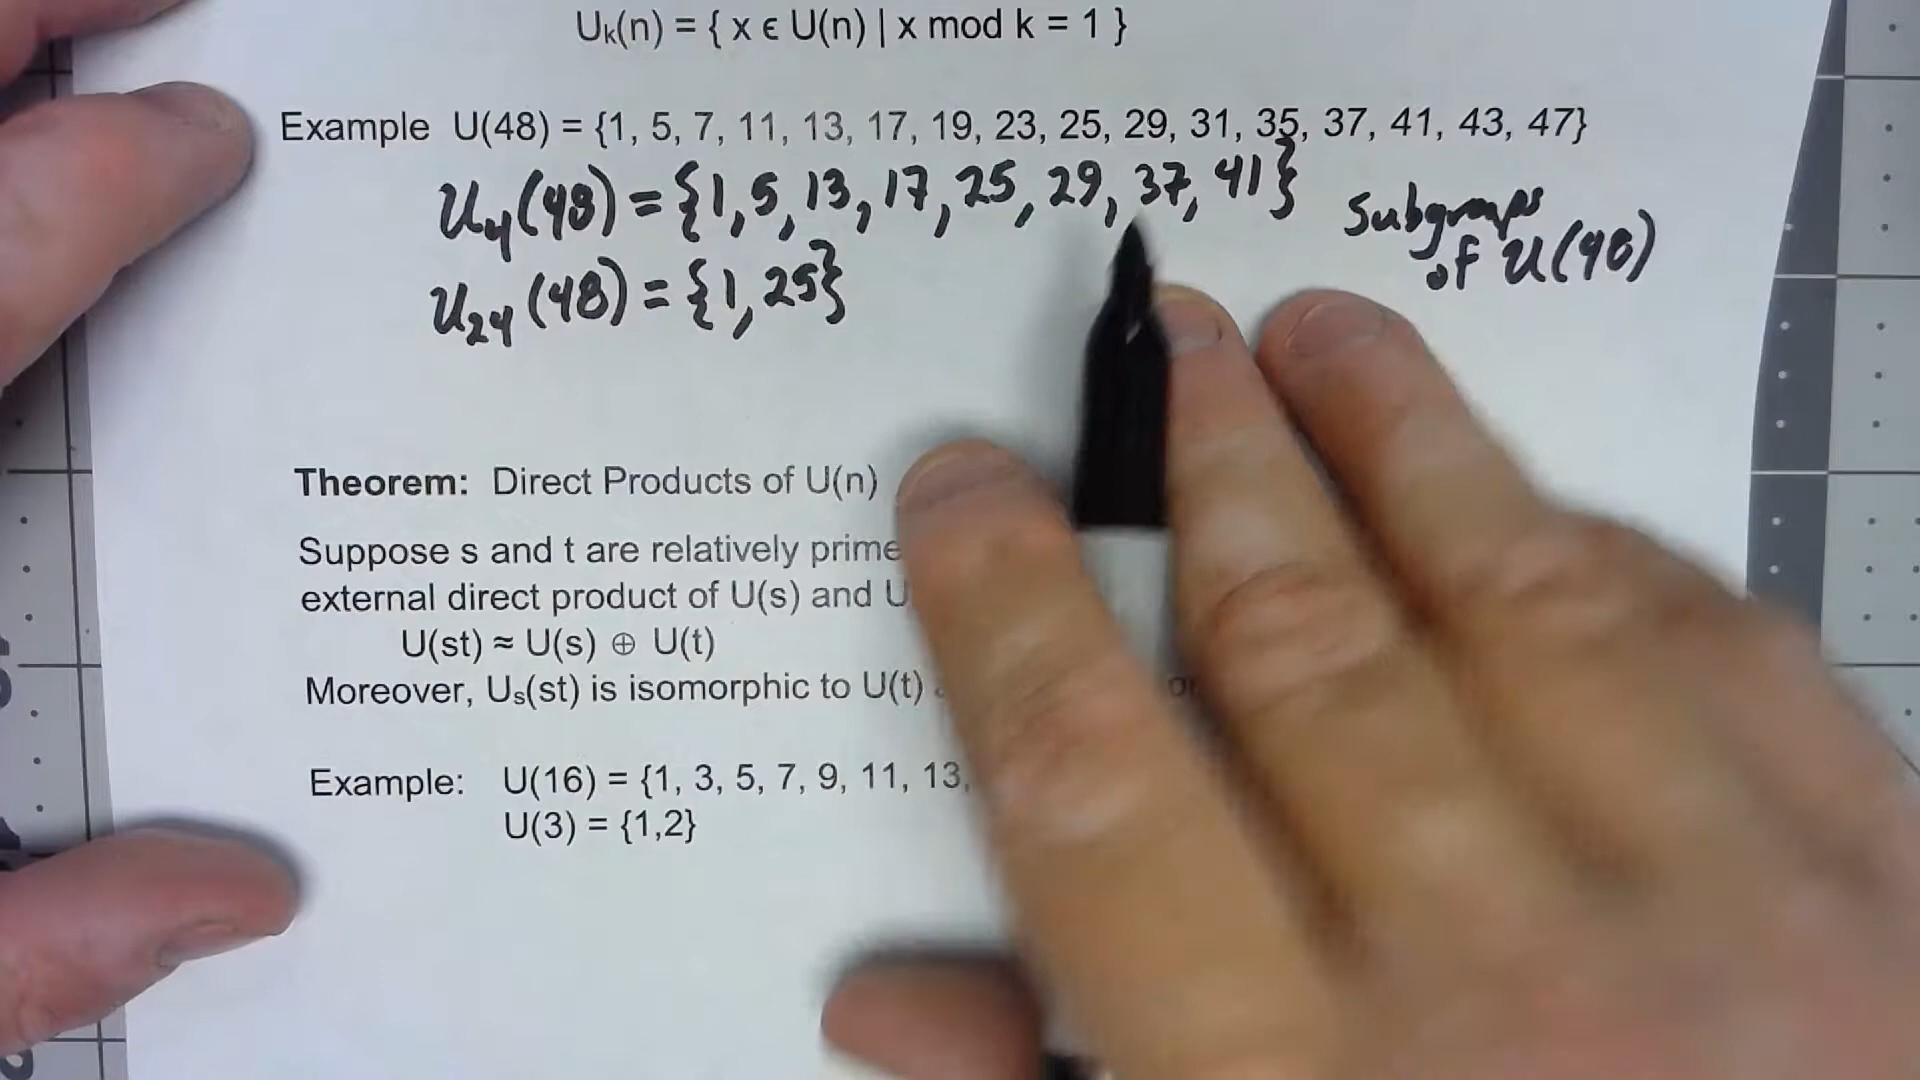 Uₖ(n) = { x ϵ U(n) | x mod k = 1 }
Example U(48) = {1, 5, 7, 11, 13, 17, 19, 23, 25, 29, 31, 35, 37, 41, 43, 47}
U₄(48) = {1, 5, 13, 17, 25, 29, 37, 41}
subgroups
of U(48)
U₂₄(48) = {1, 25}
Theorem: Direct Products of U(n)
Suppose s and t are relatively prime
external direct product of U(s) and U
U(st) ≈ U(s) ⊕ U(t)
Moreover, Uₛ(st) is isomorphic to U(t)
Example: U(16) = {1, 3, 5, 7, 9, 11, 13,
U(3) = {1,2}